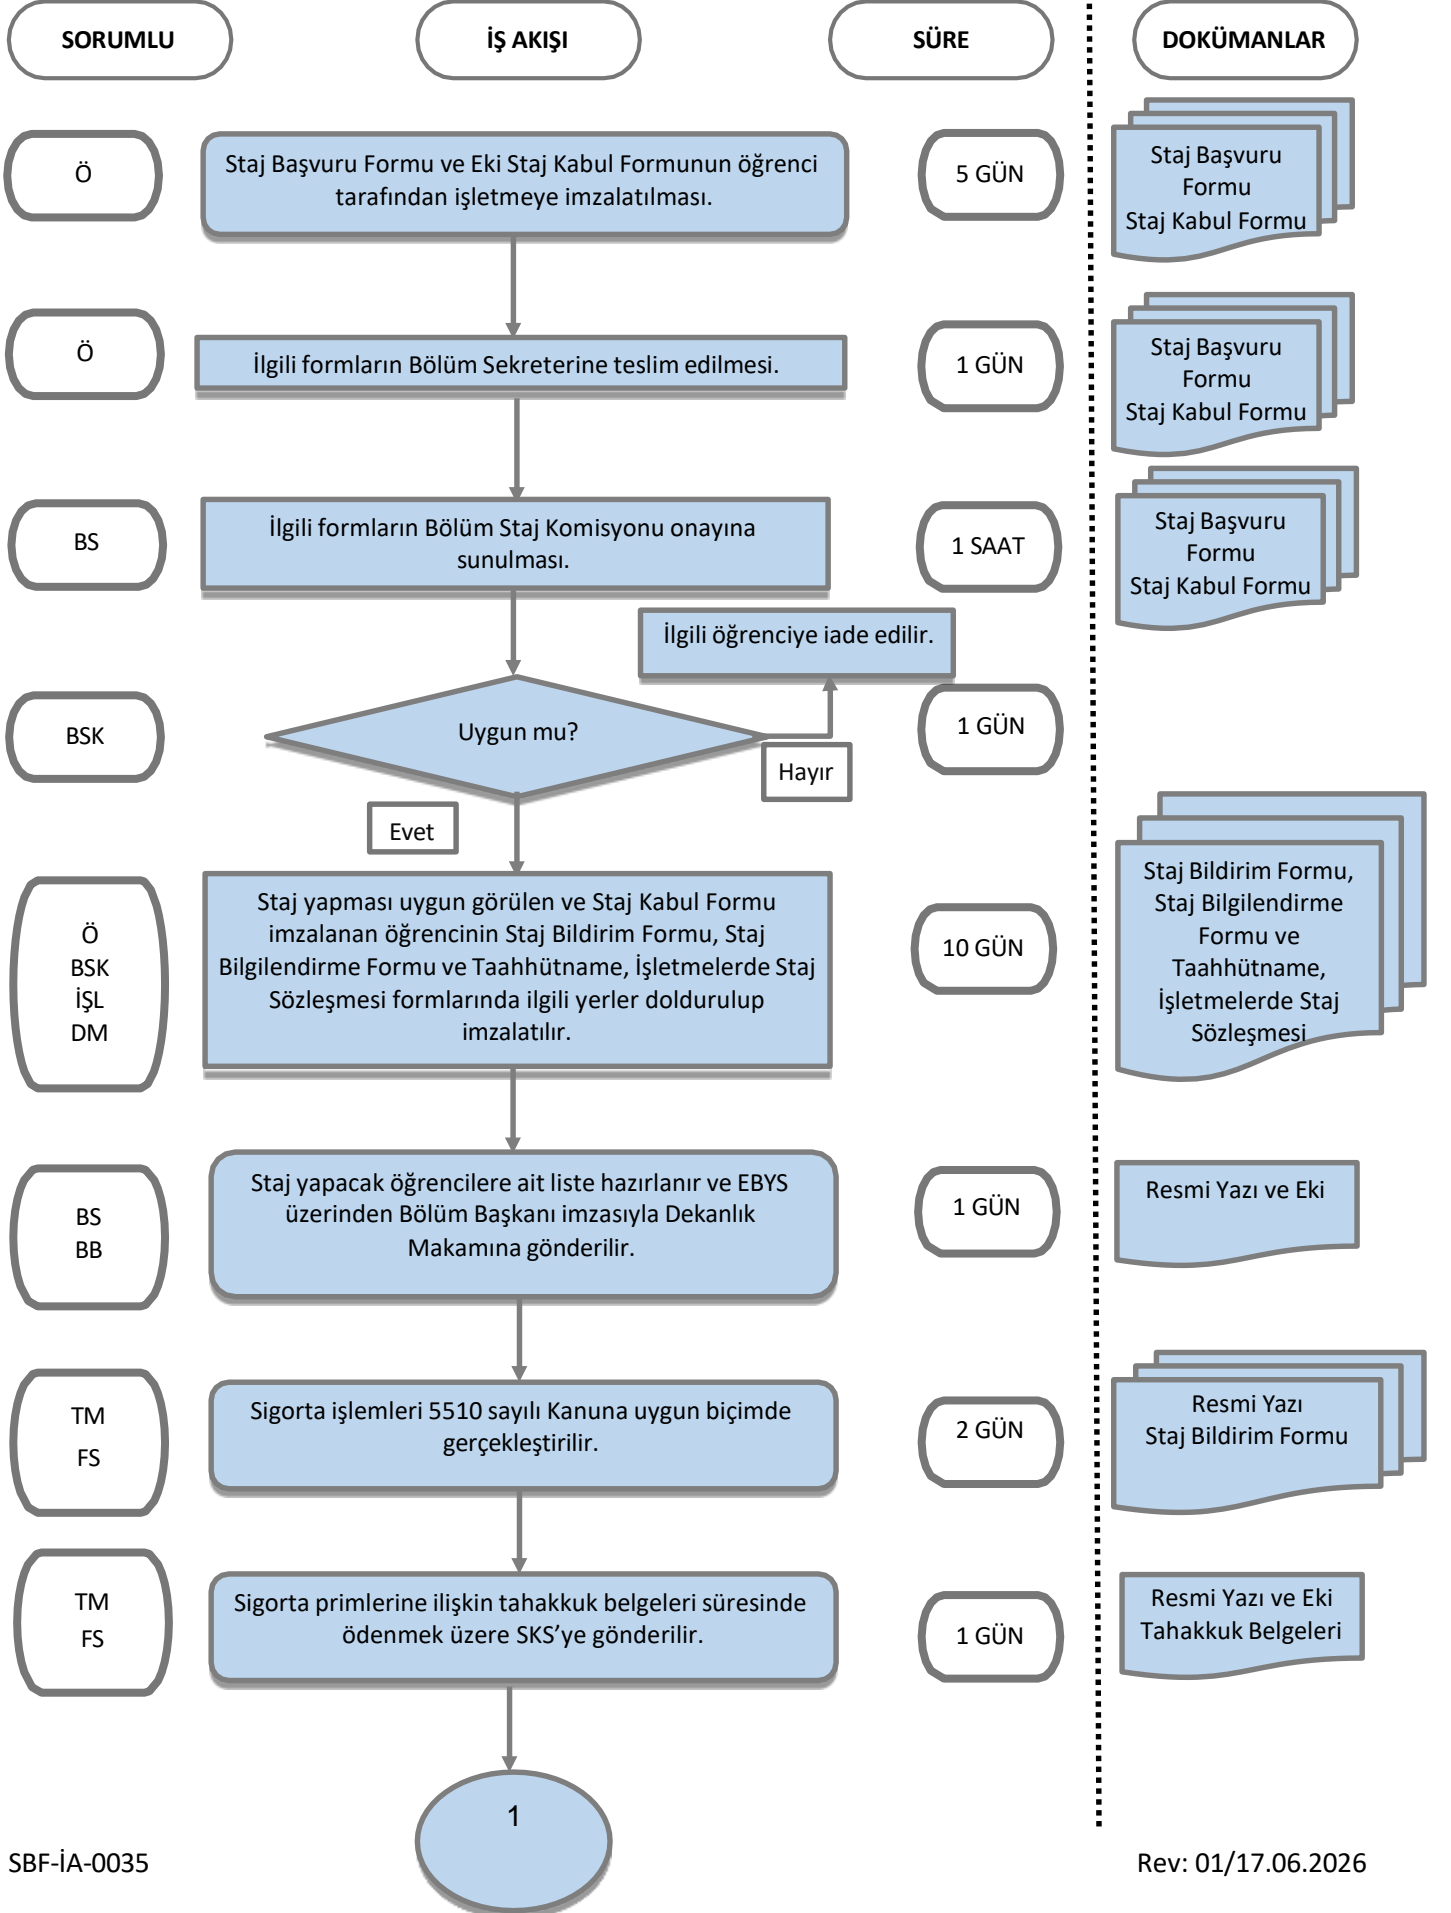 SORUMLU
İŞ AKIŞI
SÜRE
DOKÜMANLAR
Ö
Staj Başvuru Formu ve Eki Staj Kabul Formunun öğrenci
tarafından işletmeye imzalatılması.
5 GÜN
Staj Başvuru
Formu
Staj Kabul Formu
Ö
İlgili formların Bölüm Sekreterine teslim edilmesi.
1 GÜN
Staj Başvuru
Formu
Staj Kabul Formu
BS
İlgili formların Bölüm Staj Komisyonu onayına
sunulması.
1 SAAT
Staj Başvuru
Formu
Staj Kabul Formu
İlgili öğrenciye iade edilir.
BSK
Uygun mu?
1 GÜN
Hayır
Evet
Ö
BSK
İŞL
DM
Staj yapması uygun görülen ve Staj Kabul Formu
imzalanan öğrencinin Staj Bildirim Formu, Staj
Bilgilendirme Formu ve Taahhütname, İşletmelerde Staj
Sözleşmesi formlarında ilgili yerler doldurulup
imzalatılır.
10 GÜN
Staj Bildirim Formu,
Staj Bilgilendirme
Formu ve
Taahhütname,
İşletmelerde Staj
Sözleşmesi
BS
BB
Staj yapacak öğrencilere ait liste hazırlanır ve EBYS
üzerinden Bölüm Başkanı imzasıyla Dekanlık
Makamına gönderilir.
1 GÜN
Resmi Yazı ve Eki
TM
FS
Sigorta işlemleri 5510 sayılı Kanuna uygun biçimde
gerçekleştirilir.
2 GÜN
Resmi Yazı
Staj Bildirim Formu
TM
FS
Sigorta primlerine ilişkin tahakkuk belgeleri süresinde
ödenmek üzere SKS’ye gönderilir.
1 GÜN
Resmi Yazı ve Eki
Tahakkuk Belgeleri
1
SBF-İA-0035
Rev: 01/17.06.2026